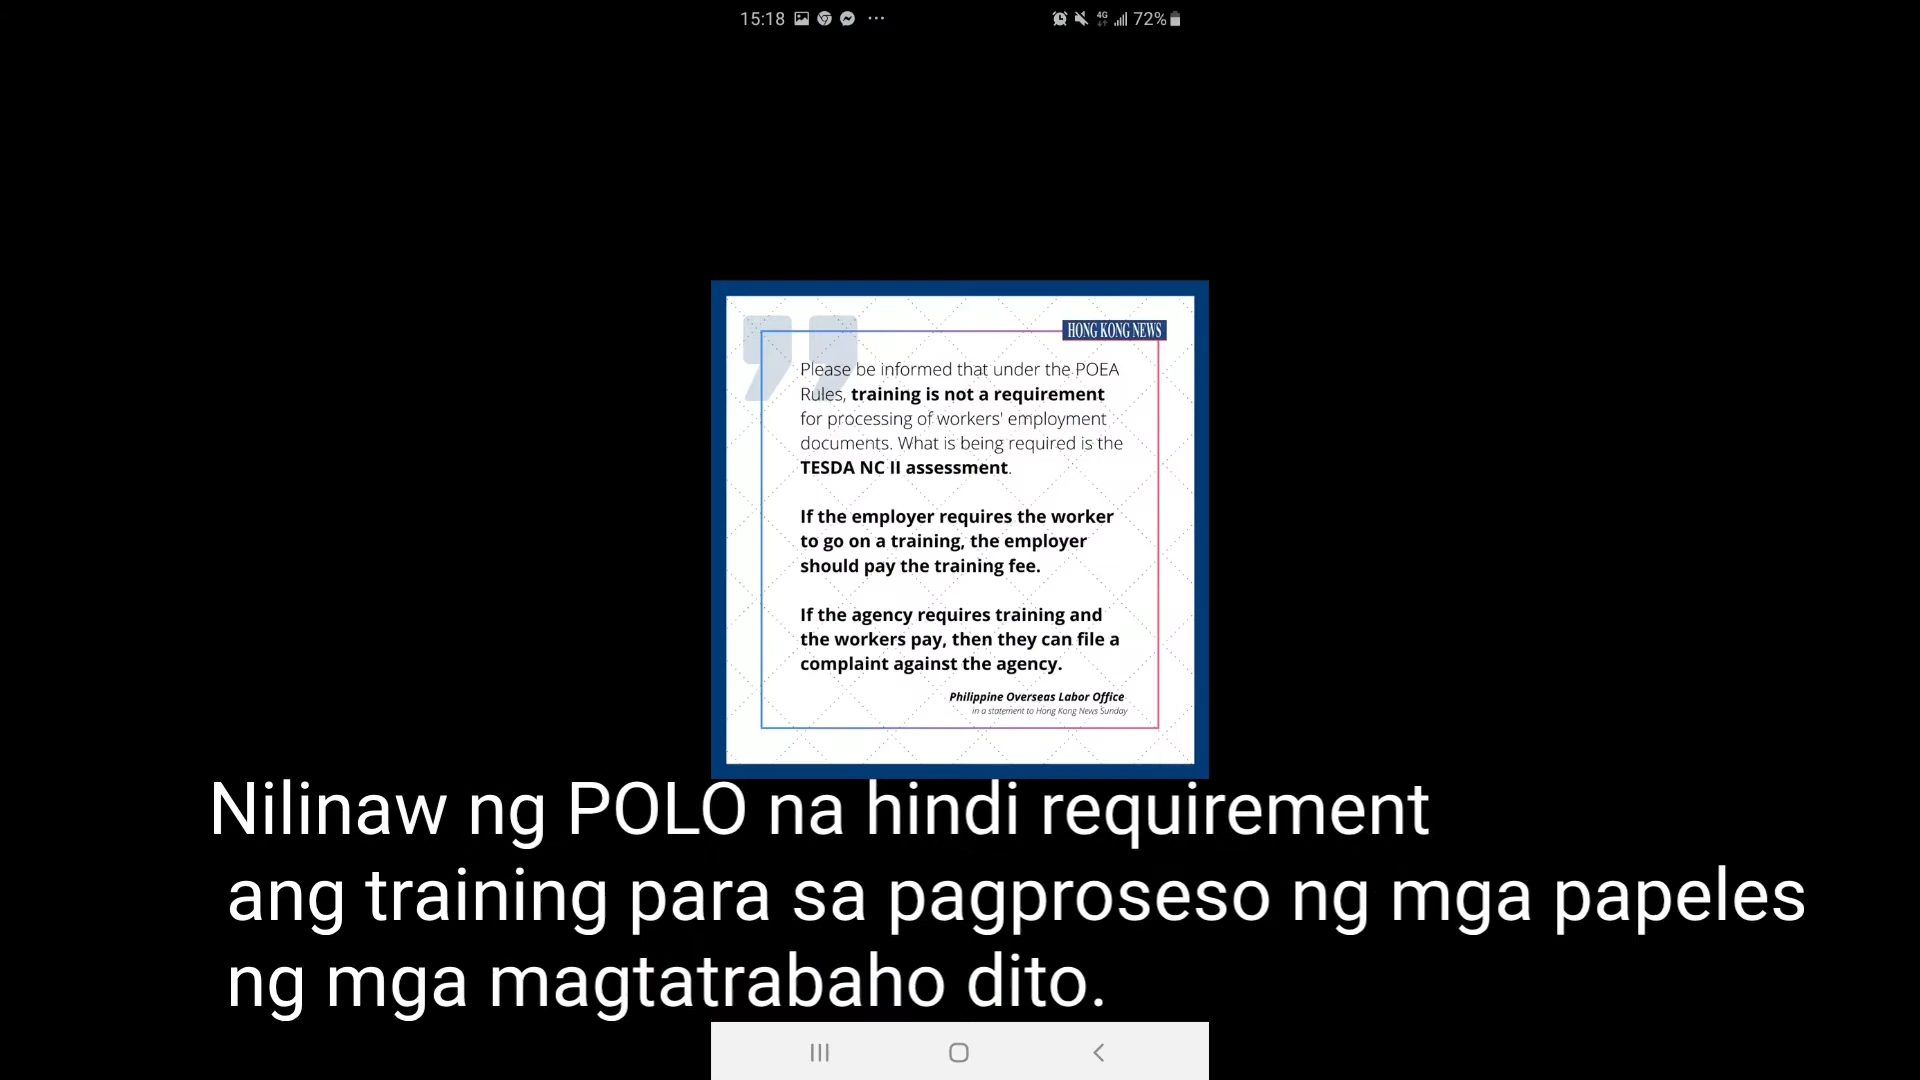 15:18
4G
72%
HONG KONG NEWS
Please be informed that under the POEA
Rules, training is not a requirement
for processing of workers' employment
documents. What is being required is the
TESDA NC II assessment.
If the employer requires the worker
to go on a training, the employer
should pay the training fee.
If the agency requires training and
the workers pay, then they can file a
complaint against the agency.
Philippine Overseas Labor Office
in a statement to Hong Kong News Sunday
Nilinaw ng POLO na hindi requirement
ang training para sa pagproseso ng mga papeles
ng mga magtatrabaho dito.